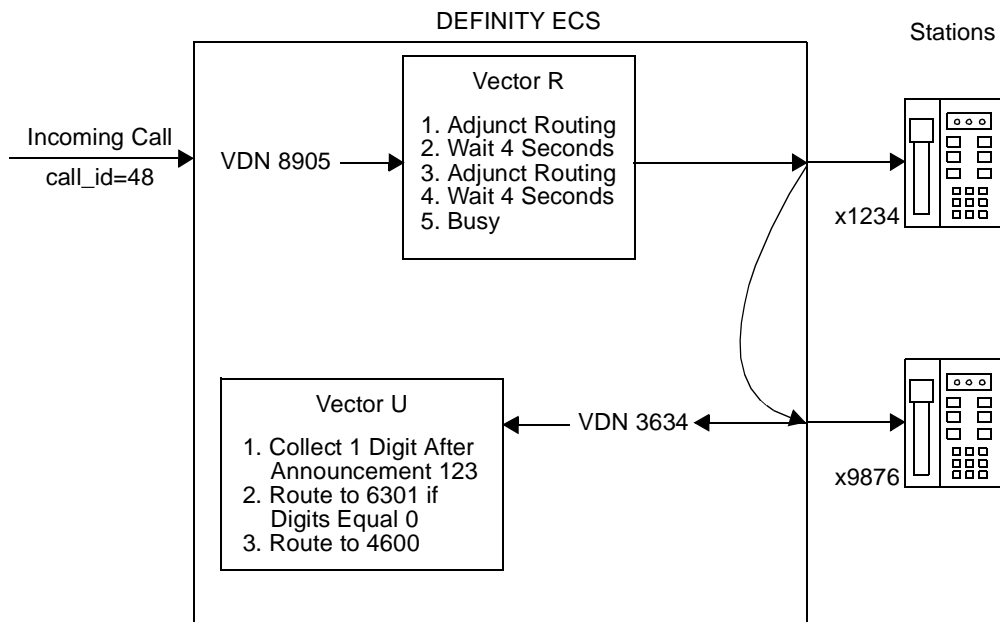 DEFINITY ECS
Stations
Vector R
1. Adjunct Routing
2. Wait 4 Seconds
3. Adjunct Routing
4. Wait 4 Seconds
5. Busy
Incoming Call
call_id=48
VDN 8905
x1234
Vector U
1. Collect 1 Digit After
Announcement 123
2. Route to 6301 if
Digits Equal 0
3. Route to 4600
VDN 3634
x9876